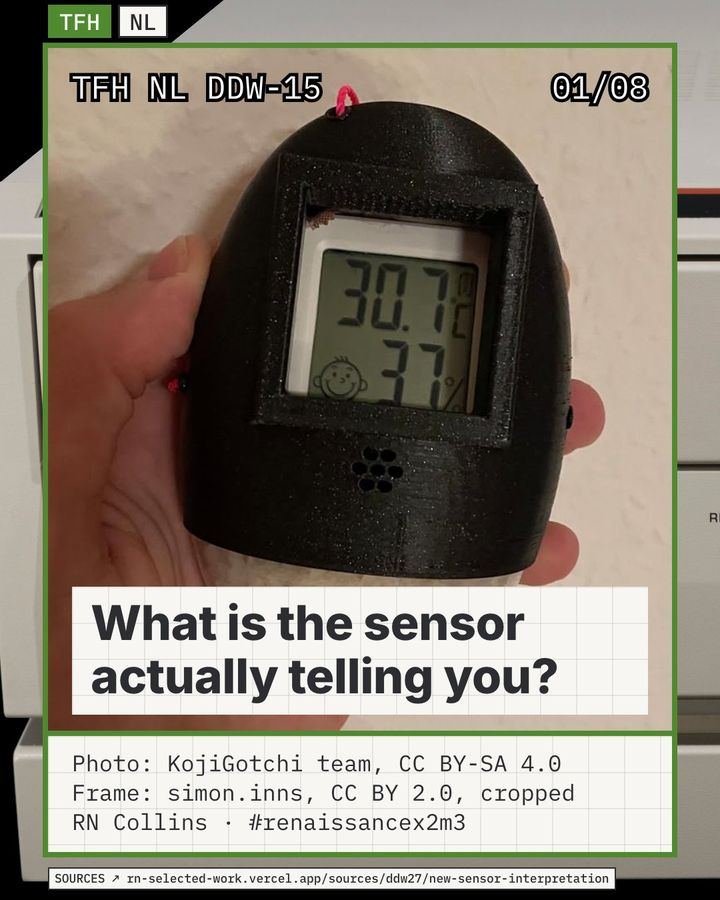 TFH NL
TFH NL DDW-15 01/08
30.7°C
37%
What is the sensor
actually telling you?
Photo: KojiGotchi team, CC BY-SA 4.0
Frame: simon.inns, CC BY 2.0, cropped
RN Collins · #renaissancex2m3
SOURCES ↗ rn-selected-work.vercel.app/sources/ddw27/new-sensor-interpretation